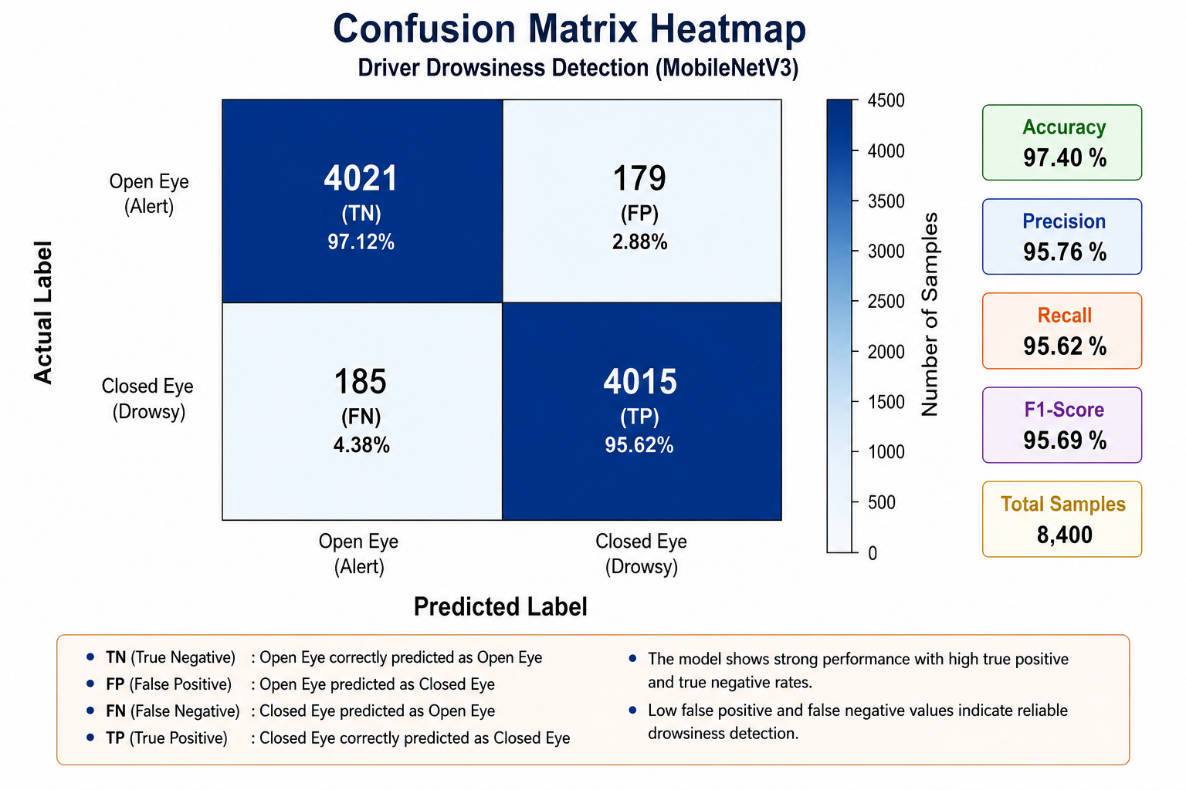 Confusion Matrix Heatmap
Driver Drowsiness Detection (MobileNetV3)
Actual Label
Open Eye
(Alert)
Closed Eye
(Drowsy)
4021
(TN)
97.12%
179
(FP)
2.88%
185
(FN)
4.38%
4015
(TP)
95.62%
Open Eye
(Alert)
Closed Eye
(Drowsy)
Predicted Label
4500
4000
3500
3000
2500
2000
1500
1000
500
0
Number of Samples
Accuracy
97.40 %
Precision
95.76 %
Recall
95.62 %
F1-Score
95.69 %
Total Samples
8,400
• TN (True Negative) : Open Eye correctly predicted as Open Eye
• FP (False Positive) : Open Eye predicted as Closed Eye
• FN (False Negative) : Closed Eye predicted as Open Eye
• TP (True Positive) : Closed Eye correctly predicted as Closed Eye
• The model shows strong performance with high true positive
and true negative rates.
• Low false positive and false negative values indicate reliable
drowsiness detection.